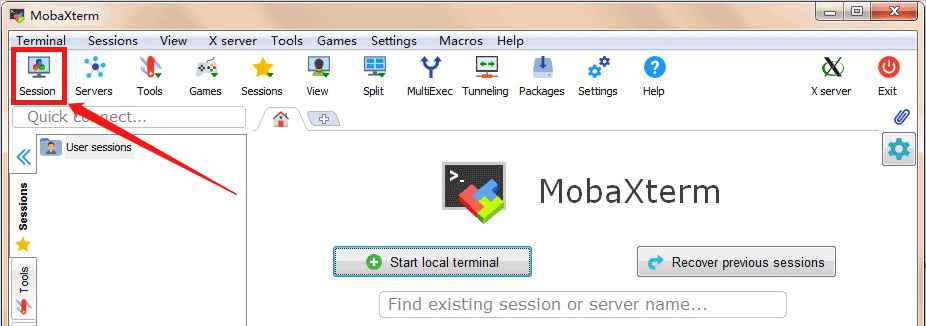 MobaXterm
Terminal Sessions View X server Tools Games Settings Macros Help
Session Servers Tools Games Sessions View Split MultiExec Tunneling Packages Settings Help X server Exit
Quick connect...
User sessions
Sessions
Tools
>_
MobaXterm
Start local terminal Recover previous sessions
Find existing session or server name...